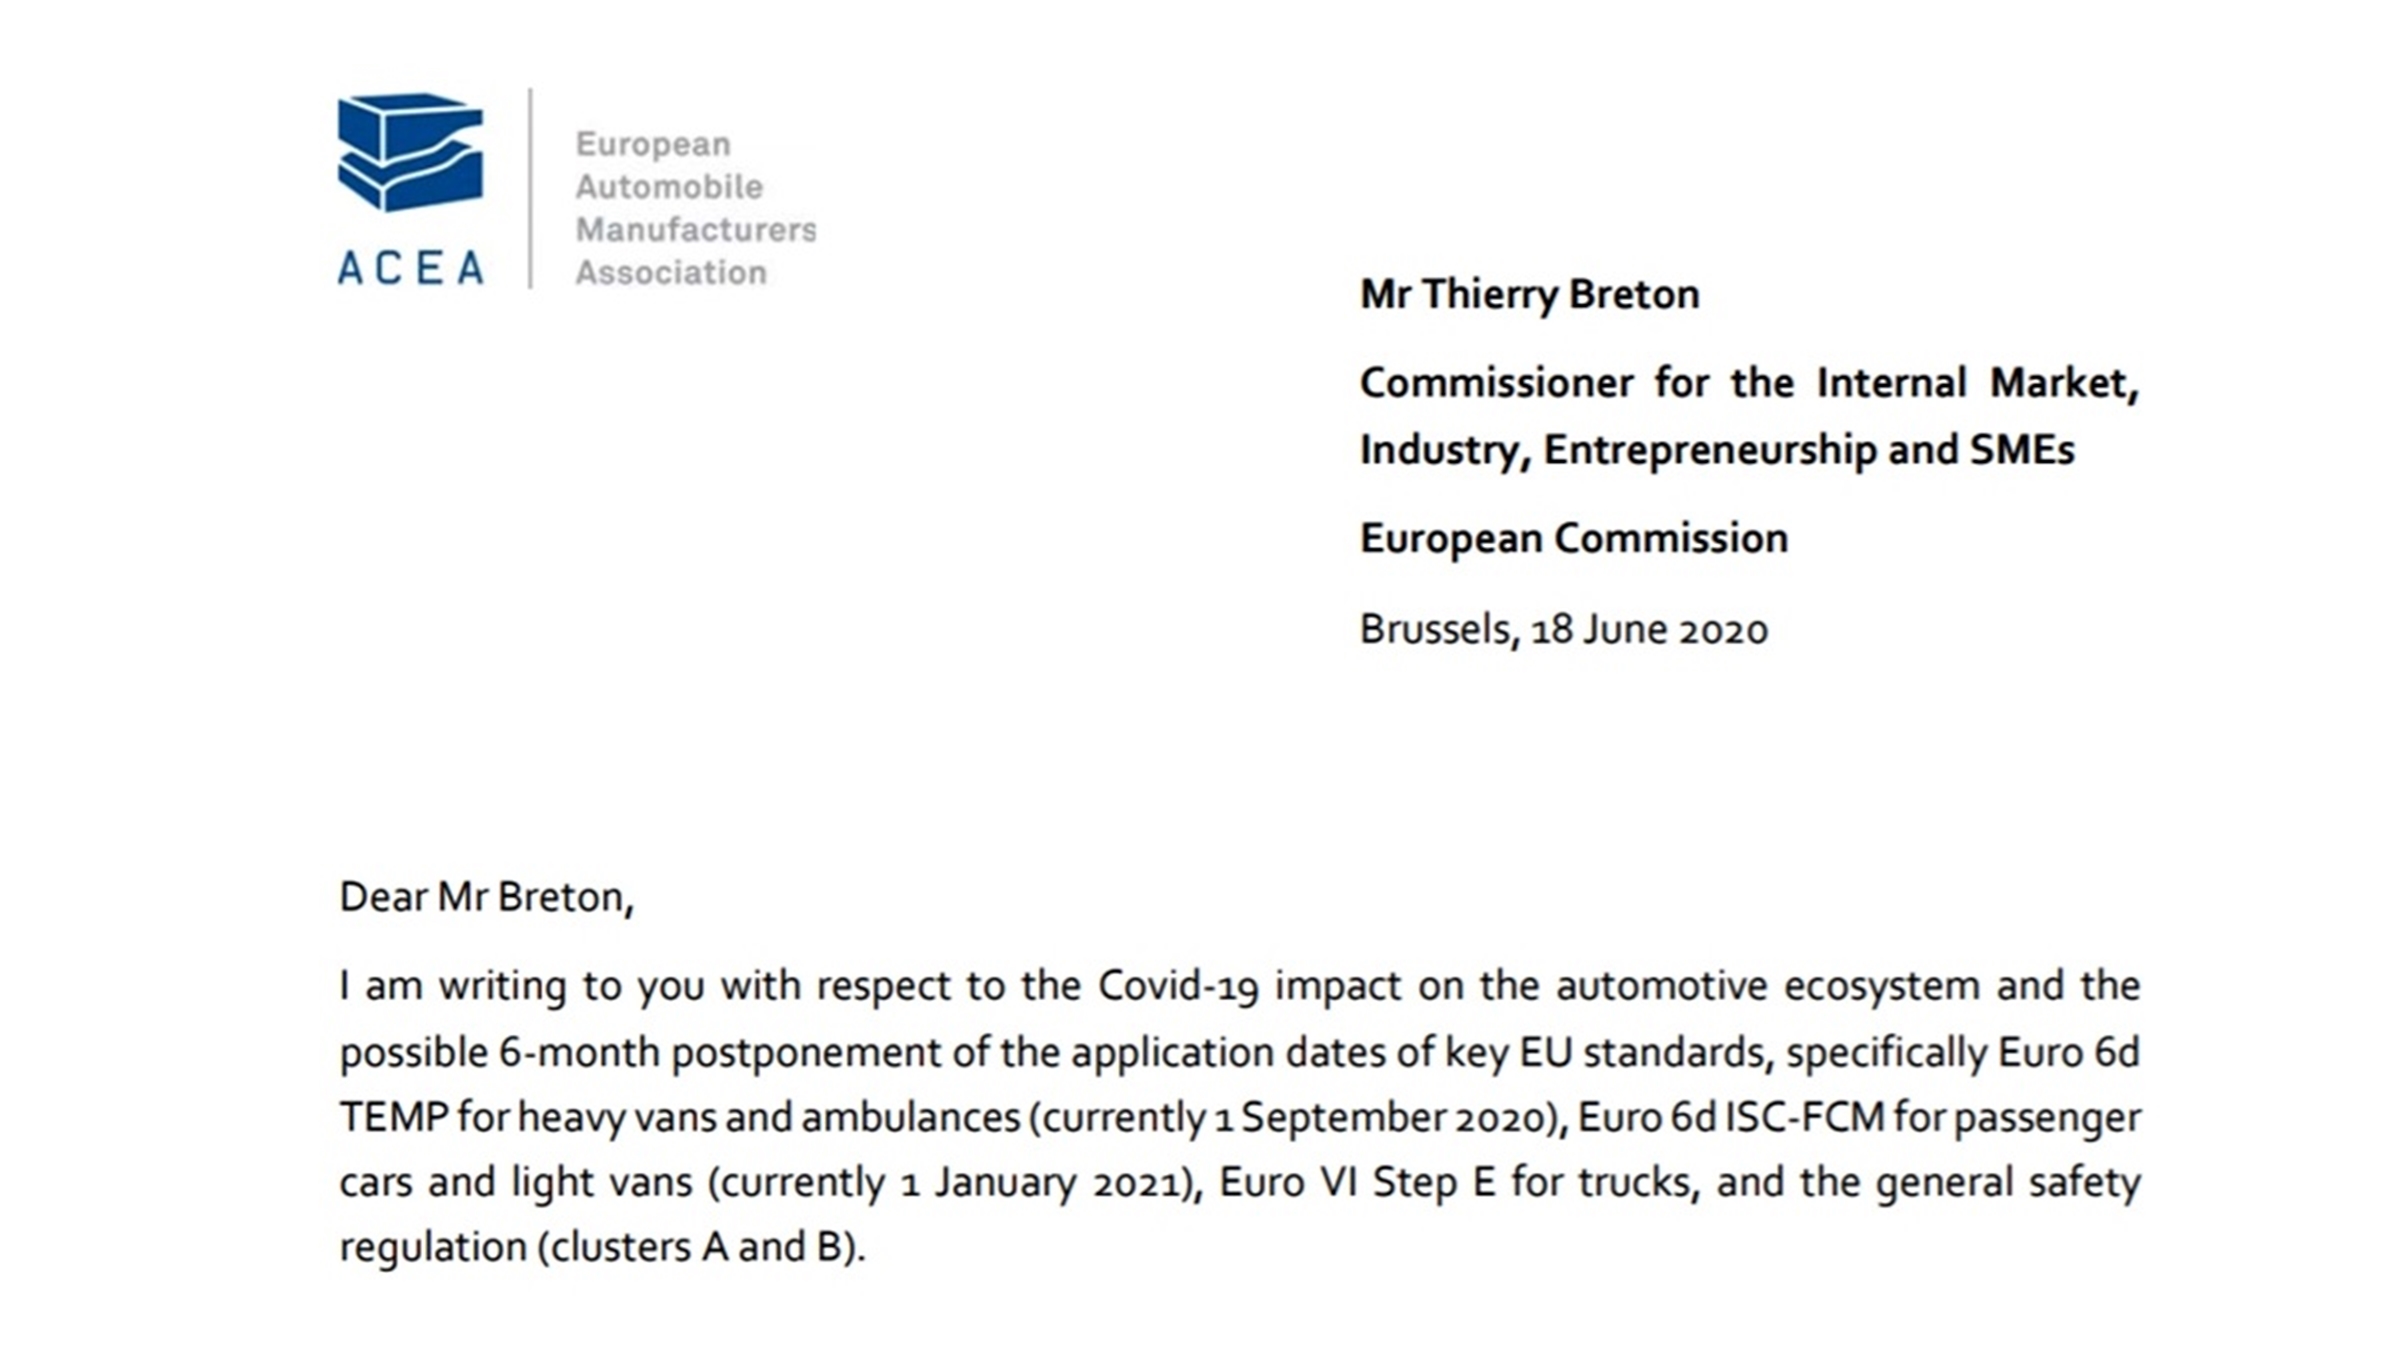 European
Automobile
Manufacturers
Association
ACEA
Mr Thierry Breton
Commissioner for the Internal Market,
Industry, Entrepreneurship and SMEs
European Commission
Brussels, 18 June 2020
Dear Mr Breton,
I am writing to you with respect to the Covid-19 impact on the automotive ecosystem and the
possible 6-month postponement of the application dates of key EU standards, specifically Euro 6d
TEMP for heavy vans and ambulances (currently 1 September 2020), Euro 6d ISC-FCM for passenger
cars and light vans (currently 1 January 2021), Euro VI Step E for trucks, and the general safety
regulation (clusters A and B).